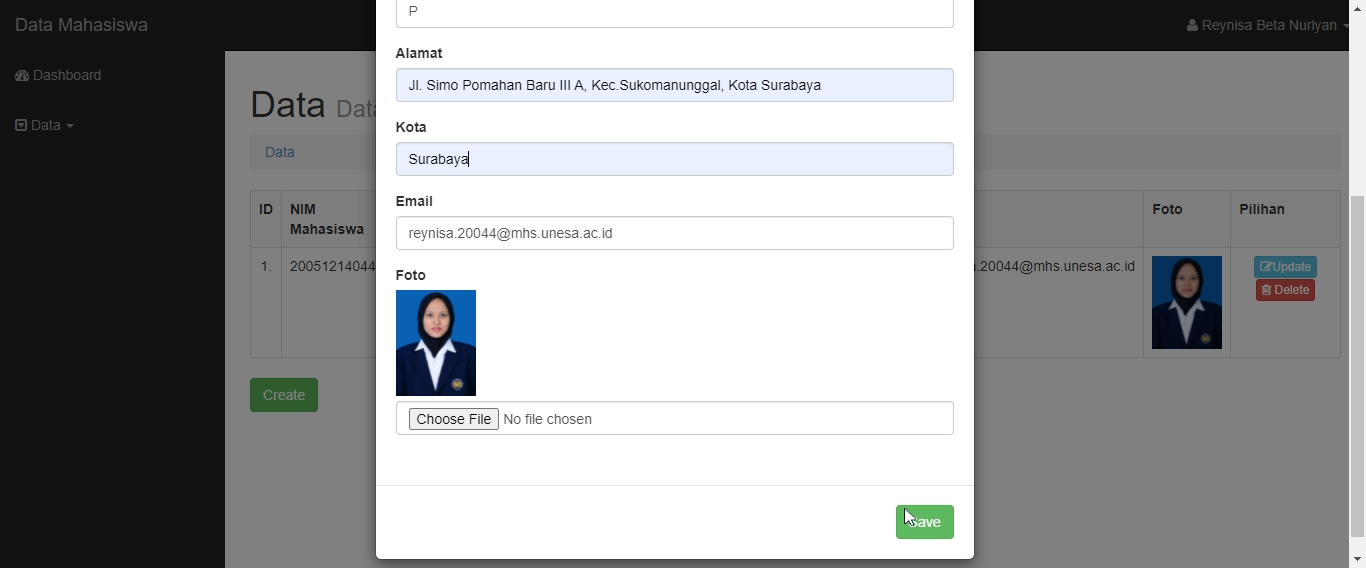 Data Mahasiswa
Reynisa Beta Nurlyan
Dashboard
Data
Data Data
Data
ID
NIM Mahasiswa
Foto
Pilihan
1.
20051214044
.20044@mhs.unesa.ac.id
Update
Delete
Create
P
Alamat
Jl. Simo Pomahan Baru III A, Kec.Sukomanunggal, Kota Surabaya
Kota
Surabaya
Email
reynisa.20044@mhs.unesa.ac.id
Foto
Choose File No file chosen
Save